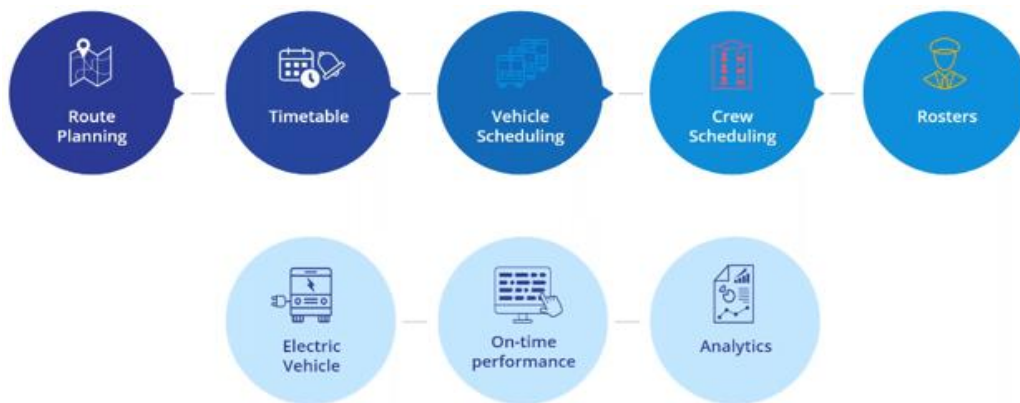 Route
Planning
Timetable
Vehicle
Scheduling
Crew
Scheduling
Rosters
Electric
Vehicle
On-time
performance
Analytics